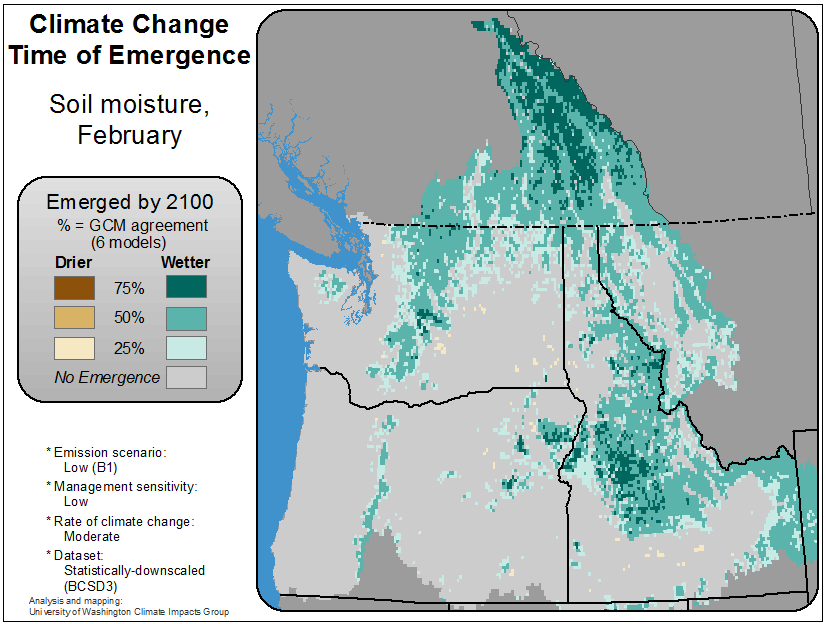 Climate Change
Time of Emergence
Soil moisture,
February
Emerged by 2100
% = GCM agreement
(6 models)
Drier Wetter
75%
50%
25%
No Emergence
* Emission scenario:
Low (B1)
* Management sensitivity:
Low
* Rate of climate change:
Moderate
* Dataset:
Statistically-downscaled
(BCSD3)
Analysis and mapping:
University of Washington Climate Impacts Group